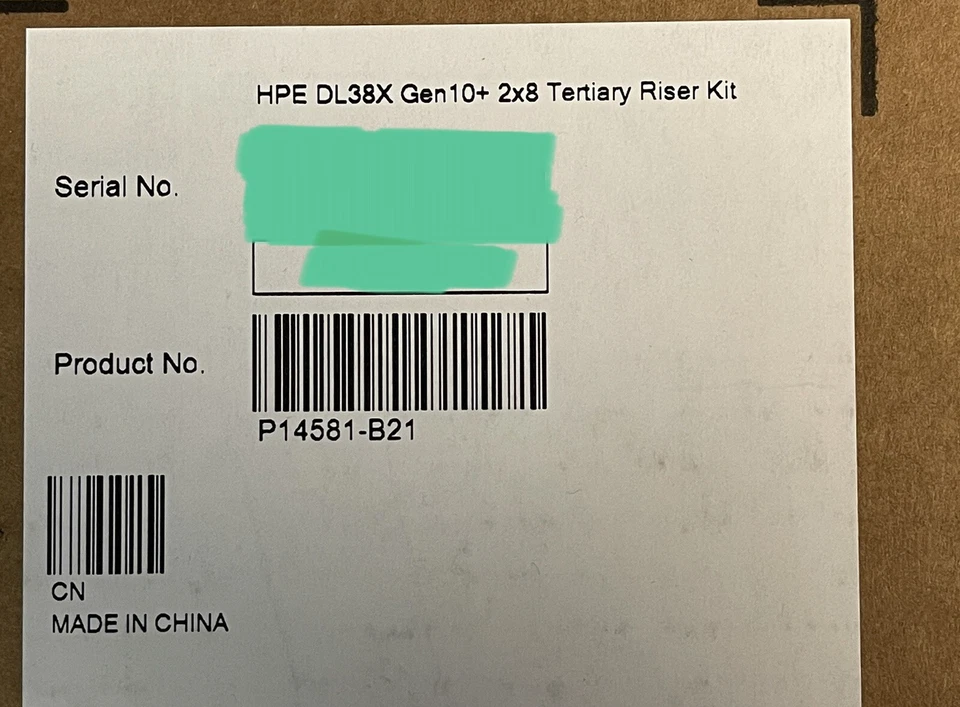 HPE DL38X Gen10+ 2x8 Tertiary Riser Kit
Serial No.
Product No.
P14581-B21
CN
MADE IN CHINA